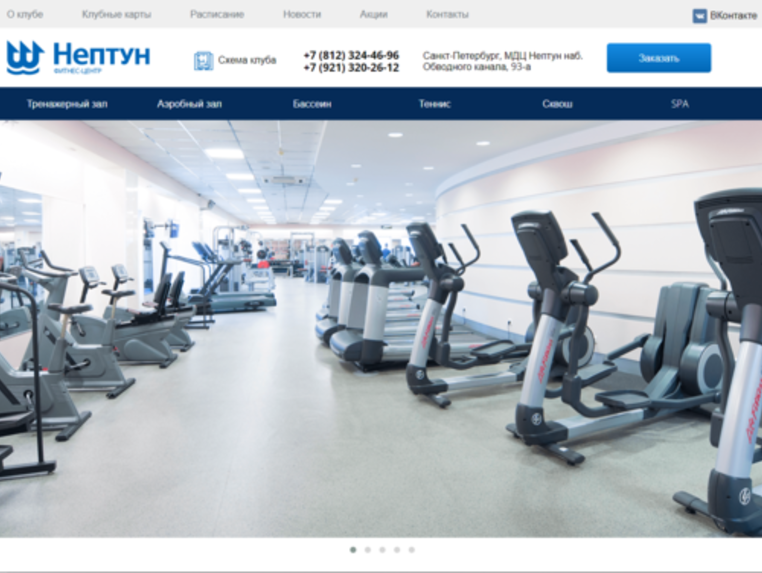 О клубе Клубные карты Расписание Новости Акции Контакты ВКонтакте
Нептун
ФИТНЕС-ЦЕНТР
Схема клуба
+7 (812) 324-46-96
+7 (921) 320-26-12
Санкт-Петербург, МДЦ Нептун наб.
Обводного канала, 93-а
Заказать
Тренажерный зал Аэробный зал Бассеин Теннис Сквош SPA